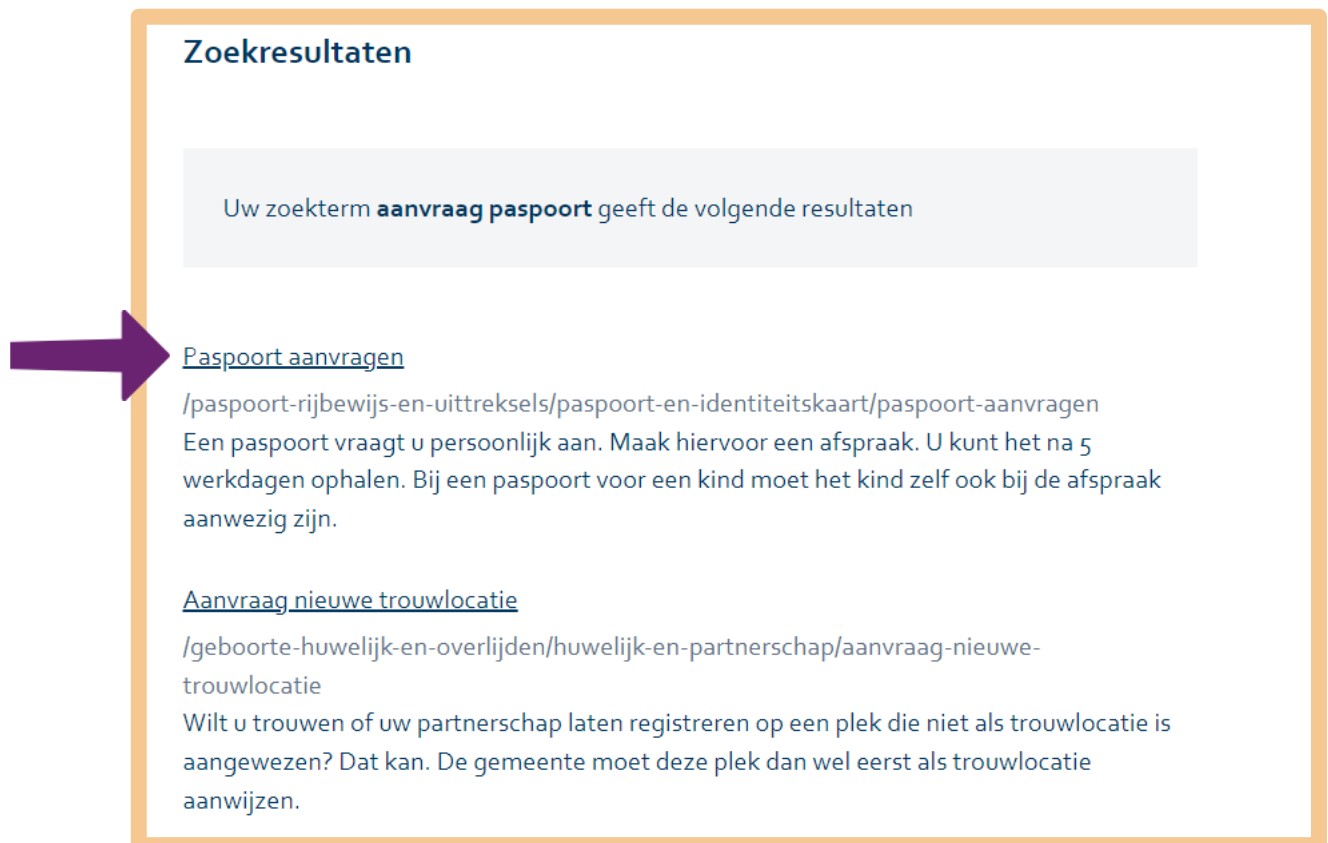 Zoekresultaten
Uw zoekterm aanvraag paspoort geeft de volgende resultaten
Paspoort aanvragen
/paspoort-rijbewijs-en-uittreksels/paspoort-en-identiteitskaart/paspoort-aanvragen
Een paspoort vraagt u persoonlijk aan. Maak hiervoor een afspraak. U kunt het na 5
werkdagen ophalen. Bij een paspoort voor een kind moet het kind zelf ook bij de afspraak
aanwezig zijn.
Aanvraag nieuwe trouwlocatie
/geboorte-huwelijk-en-overlijden/huwelijk-en-partnerschap/aanvraag-nieuwe-
trouwlocatie
Wilt u trouwen of uw partnerschap laten registreren op een plek die niet als trouwlocatie is
aangewezen? Dat kan. De gemeente moet deze plek dan wel eerst als trouwlocatie
aanwijzen.